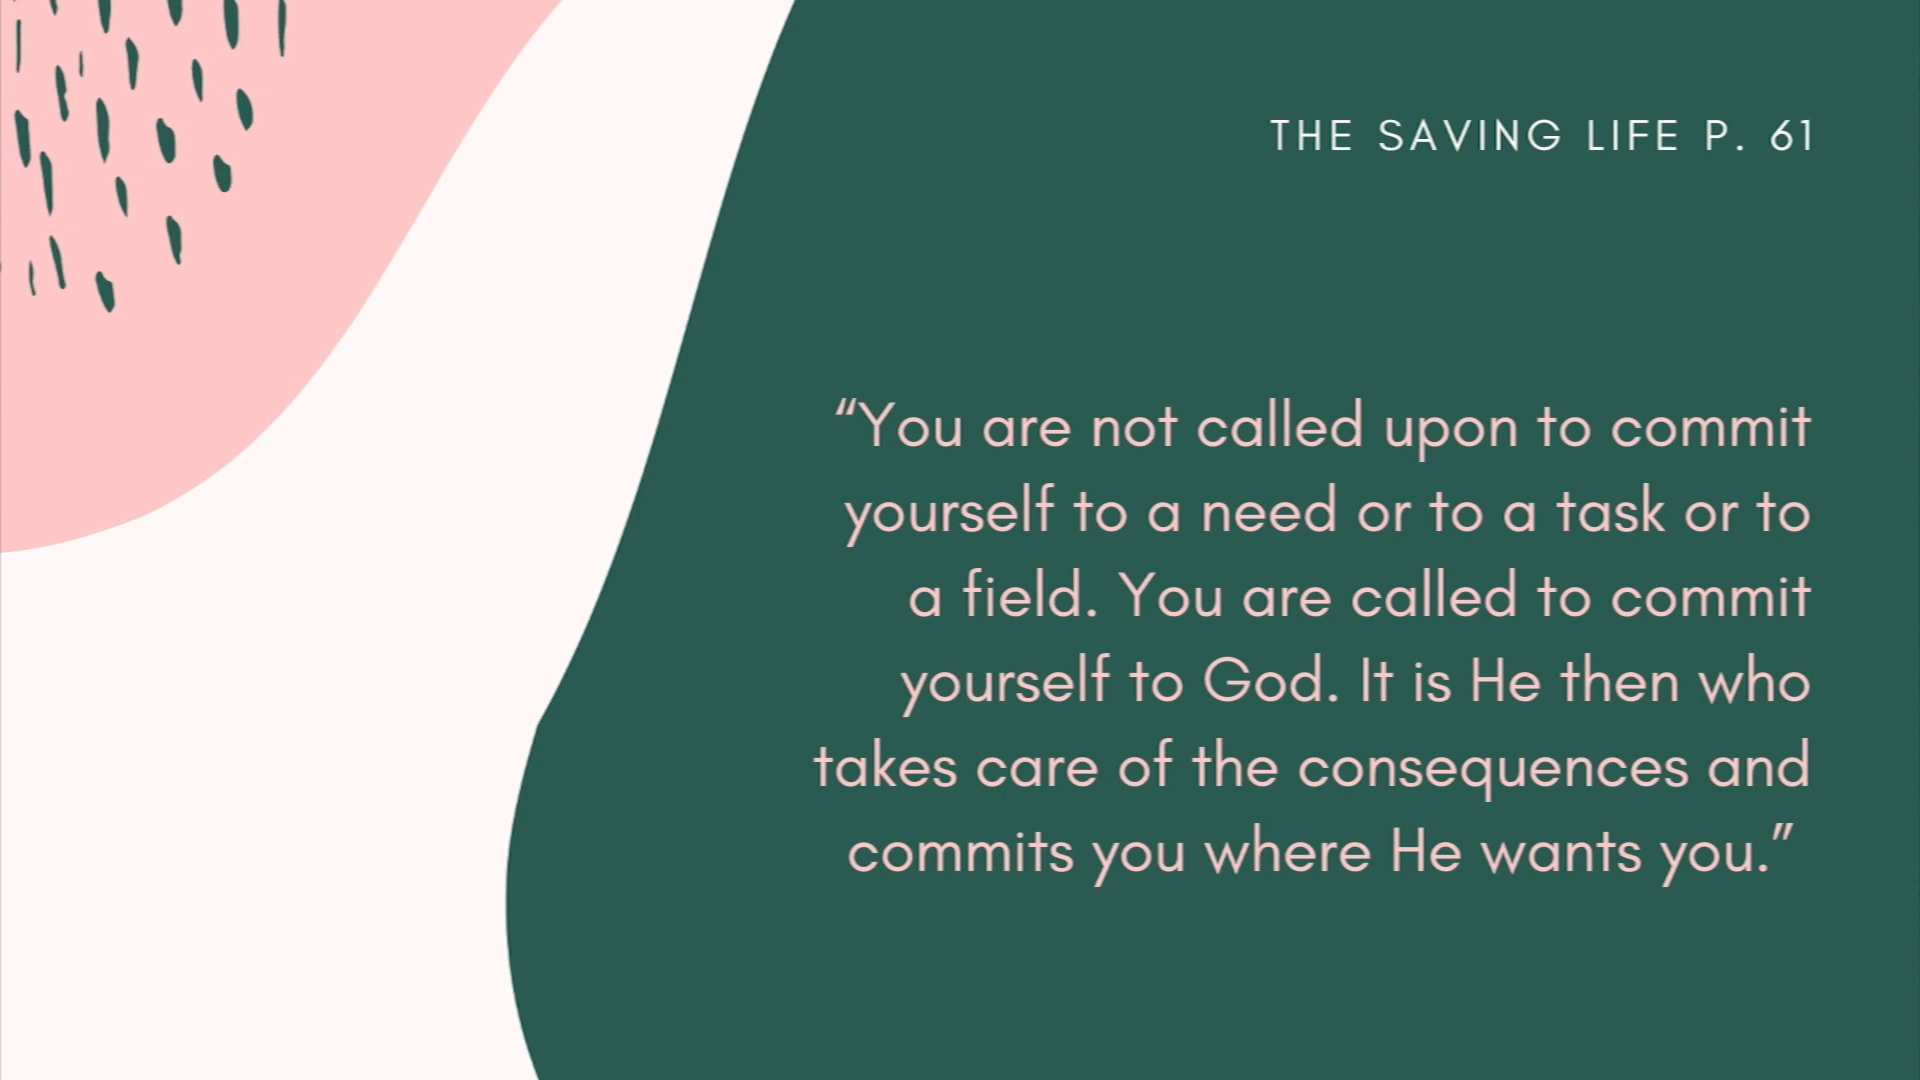 THE SAVING LIFE P. 61
“You are not called upon to commit
yourself to a need or to a task or to
a field. You are called to commit
yourself to God. It is He then who
takes care of the consequences and
commits you where He wants you.”